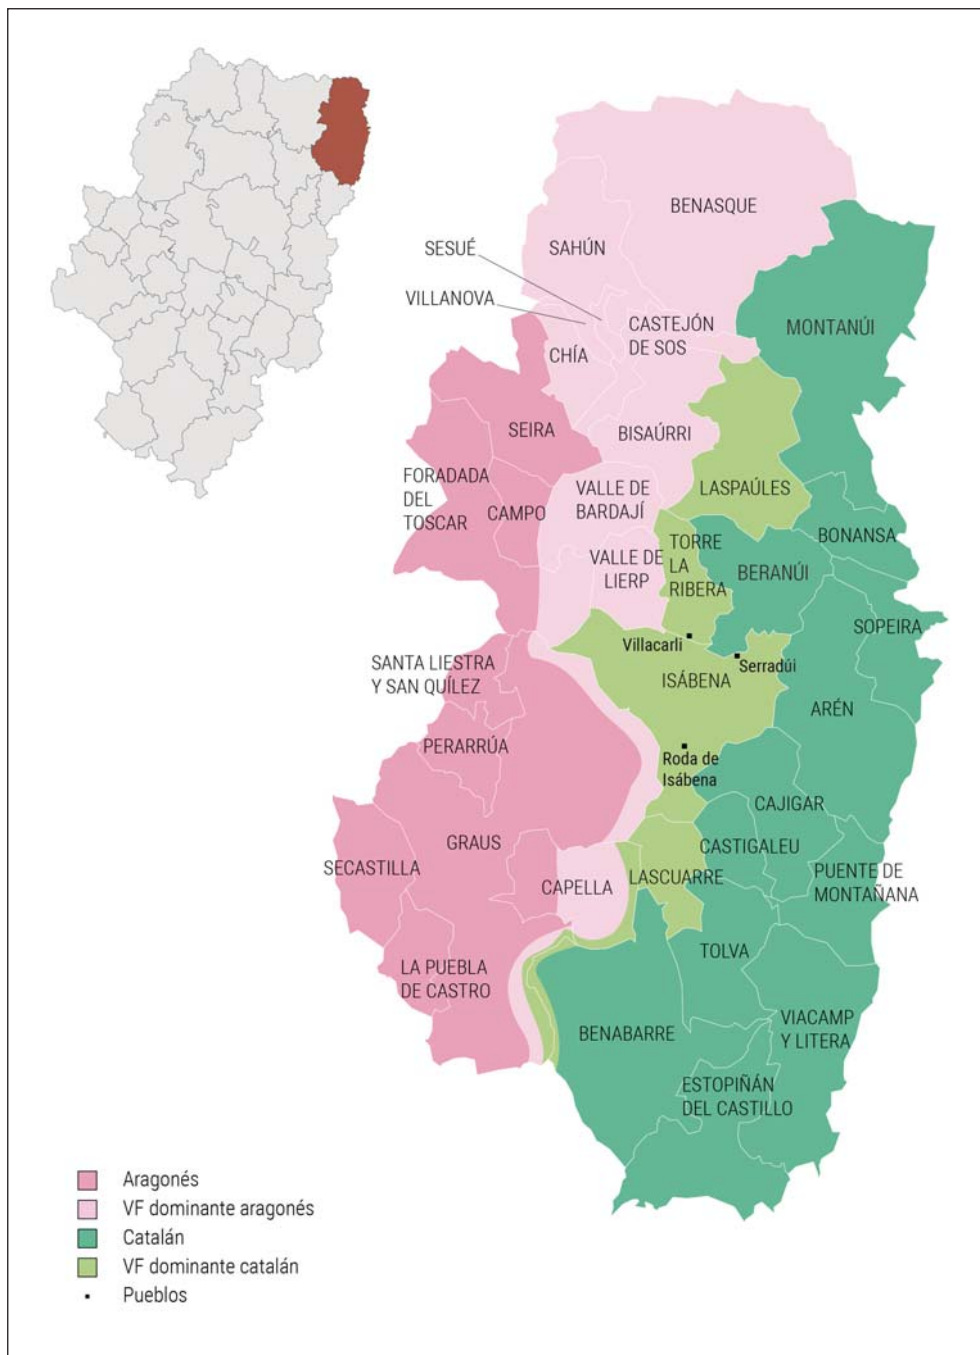 BENASQUE
SAHÚN
SESUÉ
VILLANOVA
CASTEJÓN
DE SOS
MONTANÚI
CHÍA
SEIRA
BISAÚRRI
FORADADA
DEL
TOSCAR
CAMPO
VALLE DE
BARDAJÍ
LASPAÚLES
BONANSA
VALLE DE
LIERP
TORRE
LA
RIBERA
BERANÚI
SOPEIRA
Villacarli
Serradúi
SANTA LIESTRA
Y SAN QUÍLEZ
ISÁBENA
ARÉN
PERARRÚA
Roda de
Isábena
CAJIGAR
GRAUS
CASTIGALEU
SECASTILLA
CAPELLA
LASCUARRE
PUENTE DE
MONTAÑANA
LA PUEBLA
DE CASTRO
TOLVA
BENABARRE
VIACAMP
Y LITERA
ESTOPIÑÁN
DEL CASTILLO
Aragonés
VF dominante aragonés
Catalán
VF dominante catalán
Pueblos